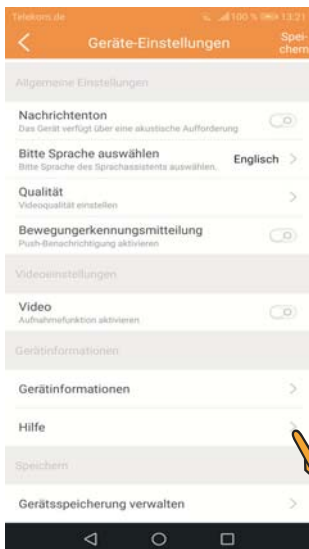 Telekom.de 100 % 13:21
Geräte-Einstellungen
Spei-
chern
Allgemeine Einstellungen
Nachrichtenton
Das Gerät verfügt über eine akustische Aufforderung
Bitte Sprache auswählen Englisch
Bitte Sprache des Sprachassistents auswählen.
Qualität
Videoqualität einstellen
Bewegungerkennungsmitteilung
Push-Benachrichtigung aktivieren
Videoeinstellungen
Video
Aufnahmefunktion aktivieren
Gerätinformationen
Gerätinformationen
Hilfe
Speichern
Gerätsspeicherung verwalten